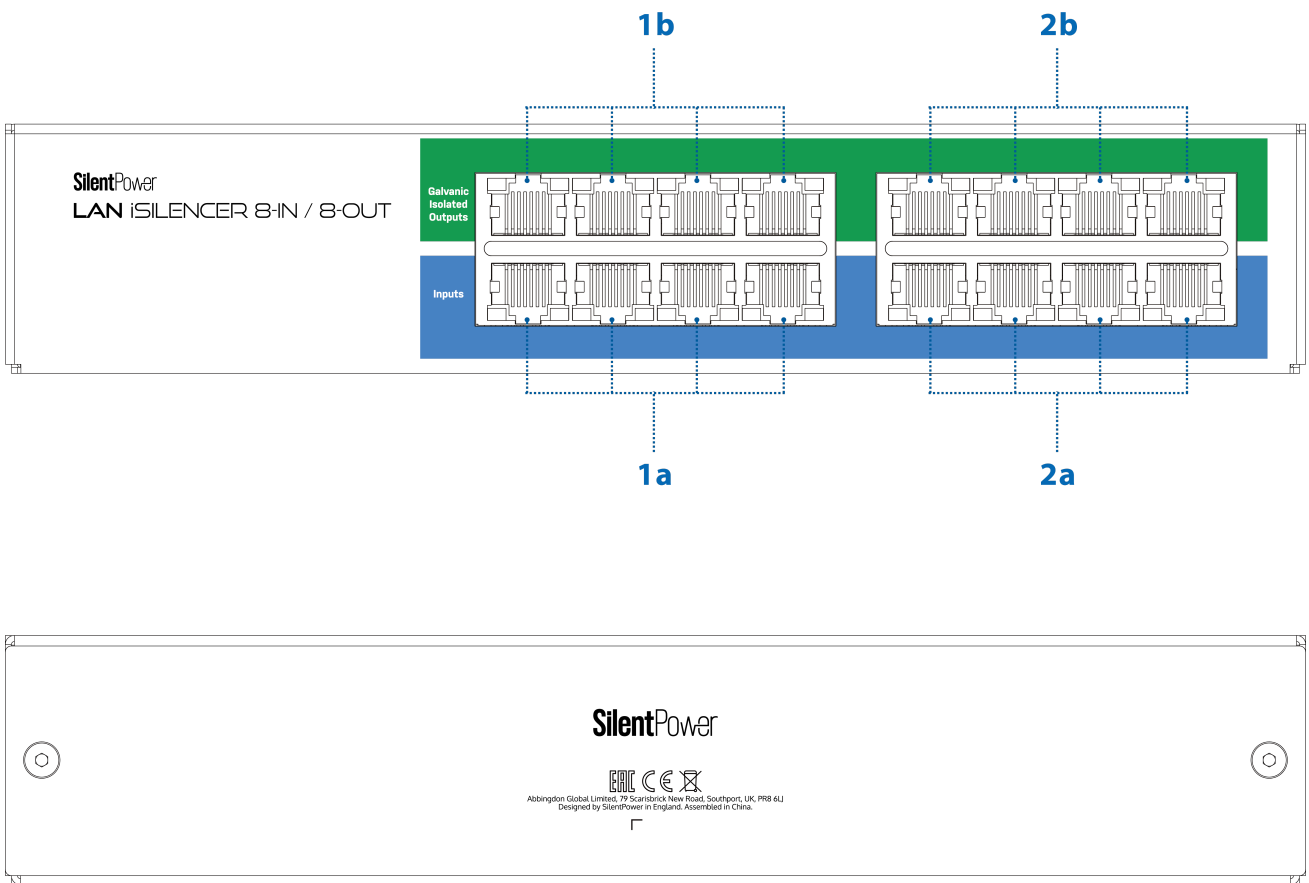 1b
2b
SilentPower
LAN iSILENCER 8-IN / 8-OUT
Galvanic
Isolated
Outputs
Inputs
1a
2a
SilentPower
EAC CE
Abbingdon Global Limited, 79 Scarisbrick New Road, Southport, UK, PR8 6LJ
Designed by SilentPower in England. Assembled in China.